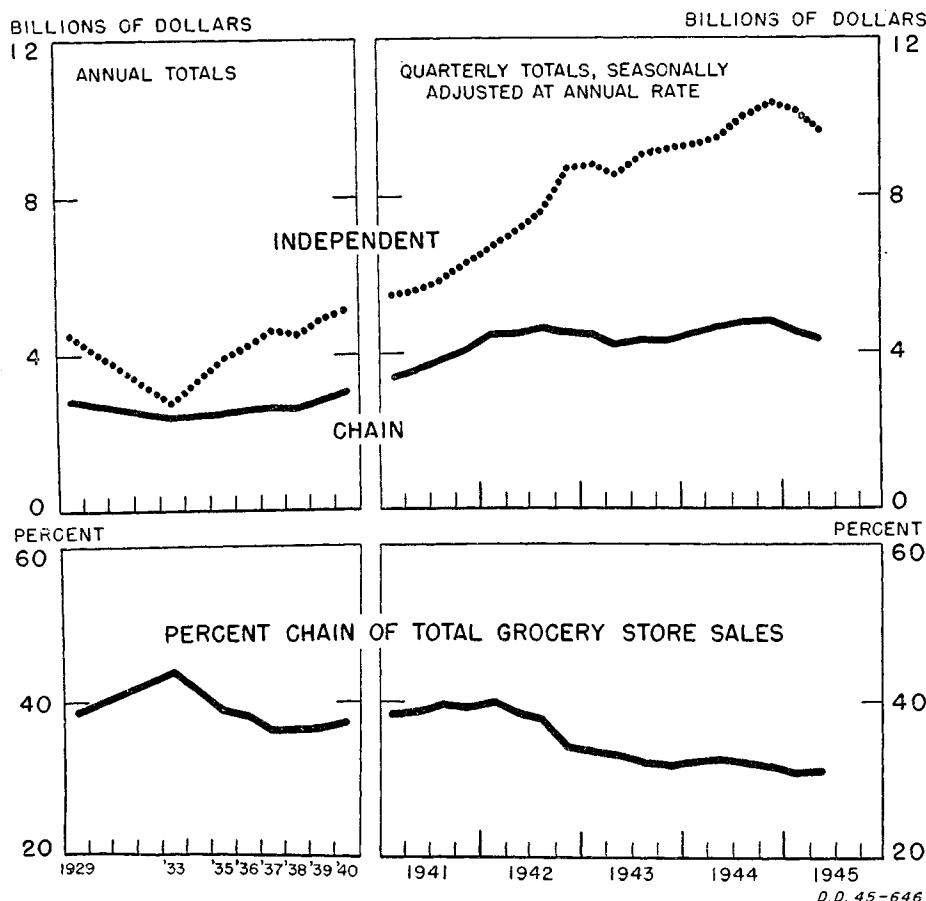 BILLIONS OF DOLLARS
BILLIONS OF DOLLARS
12
12
ANNUAL TOTALS
QUARTERLY TOTALS, SEASONALLY
ADJUSTED AT ANNUAL RATE
8
8
INDEPENDENT
4
4
CHAIN
0
0
PERCENT
PERCENT
60
60
PERCENT CHAIN OF TOTAL GROCERY STORE SALES
40
40
20
20
1929 '33 '35 '36 '37 '38 '39 '40
1941 1942 1943 1944 1945
D.D. 45-646